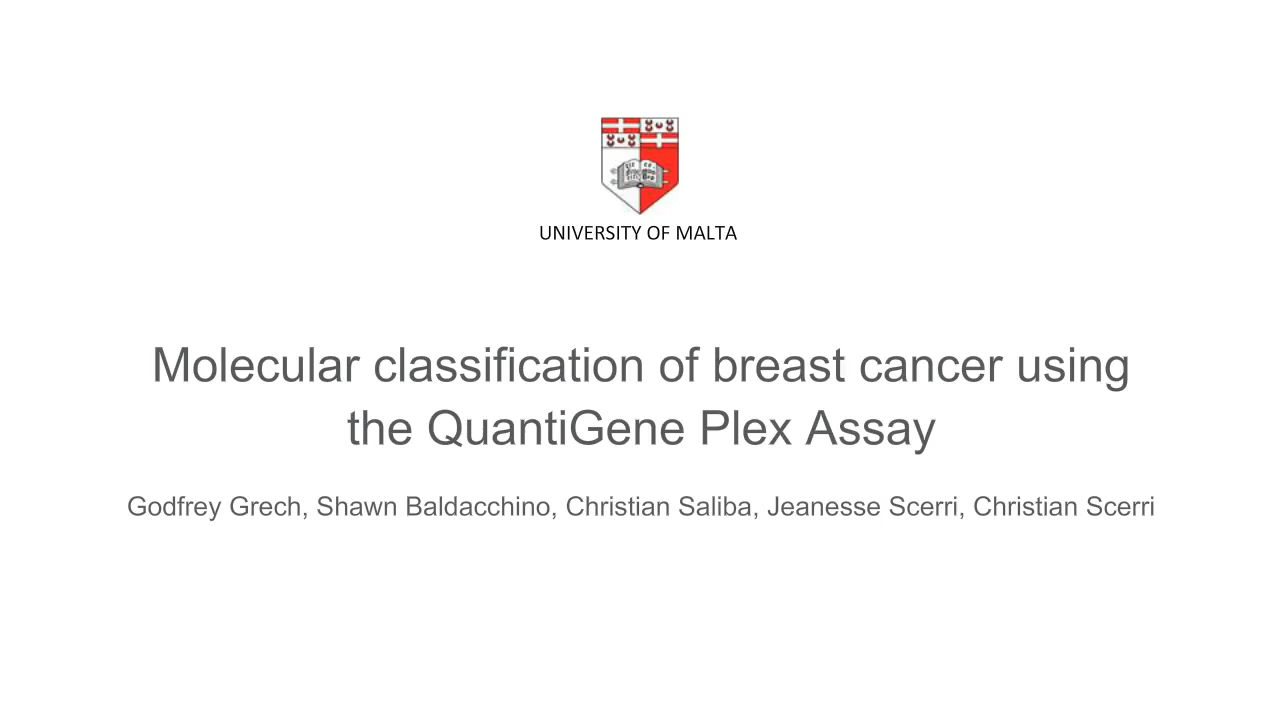 UNIVERSITY OF MALTA
Molecular classification of breast cancer using
the QuantiGene Plex Assay
Godfrey Grech, Shawn Baldacchino, Christian Saliba, Jeanesse Scerri, Christian Scerri